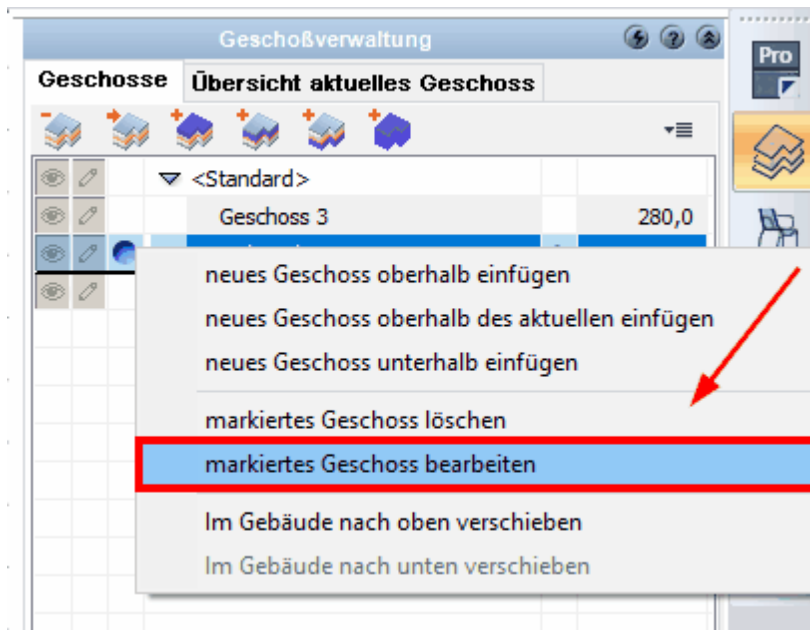 Geschoßverwaltung
Pro
Geschosse Übersicht aktuelles Geschoss
<Standard>
Geschoss 3 280,0
neues Geschoss oberhalb einfügen
neues Geschoss oberhalb des aktuellen einfügen
neues Geschoss unterhalb einfügen
markiertes Geschoss löschen
markiertes Geschoss bearbeiten
Im Gebäude nach oben verschieben
Im Gebäude nach unten verschieben